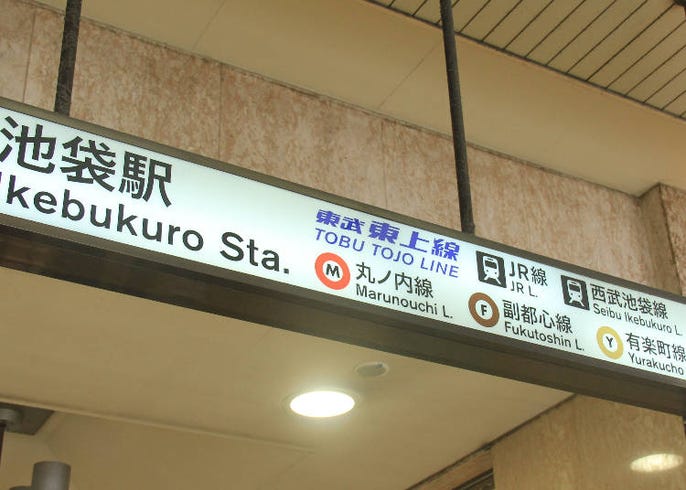 池袋駅
Ikebukuro Sta.
東武東上線
TOBU TOJO LINE
JR線
JR L.
西武池袋線
Seibu Ikebukuro L.
M 丸ノ内線
Marunouchi L.
F 副都心線
Fukutoshin L.
Y 有楽町線
Yurakucho